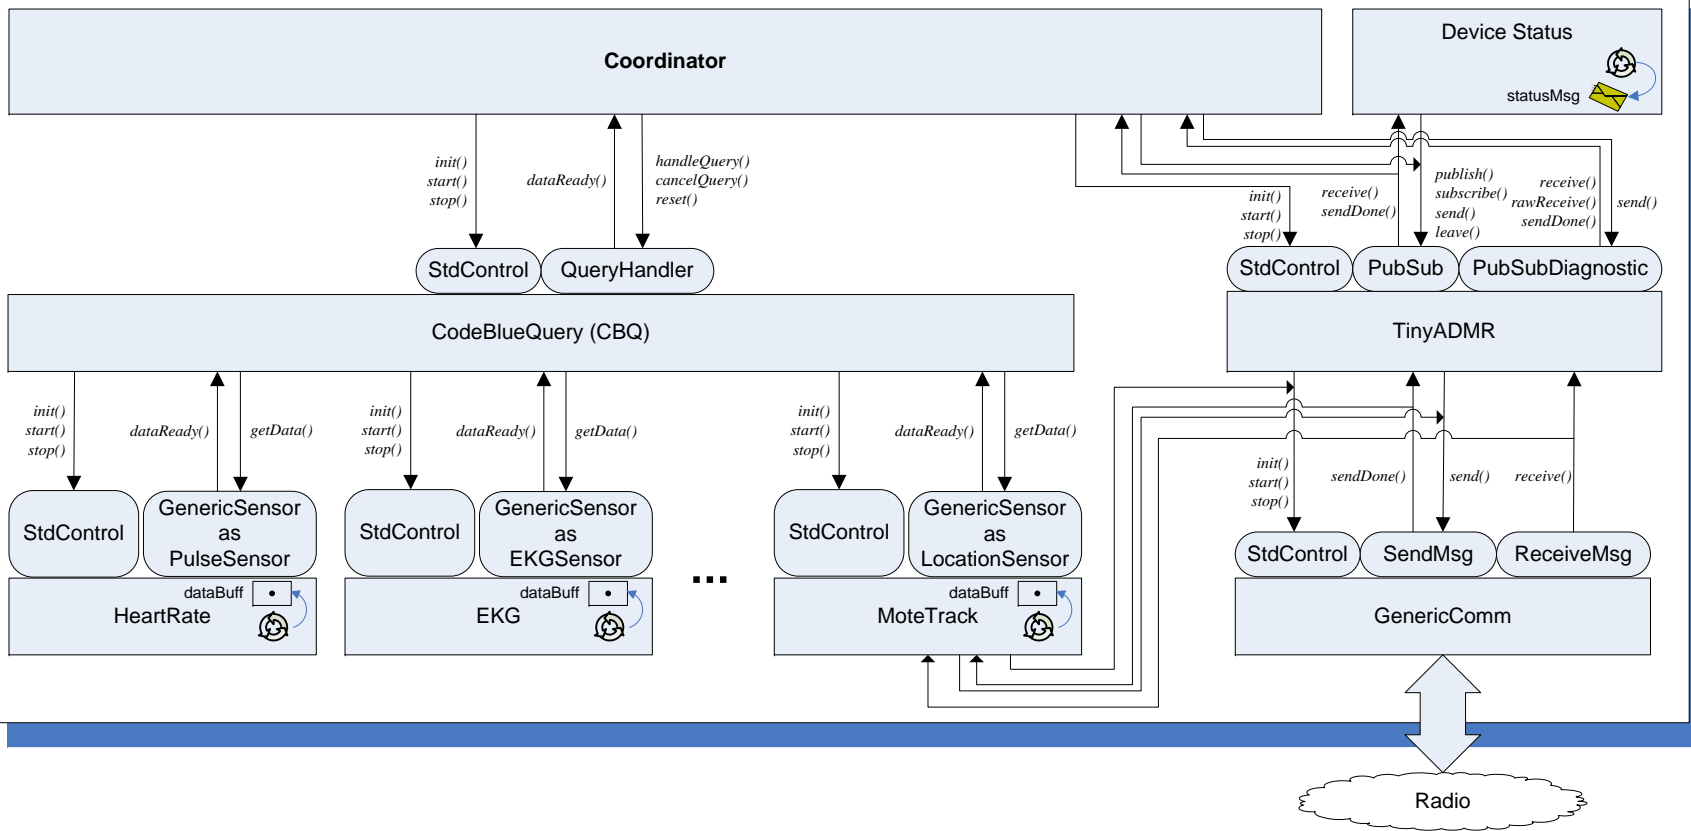 Coordinator
Device Status
statusMsg
init()
start()
stop()
dataReady()
handleQuery()
cancelQuery()
reset()
init()
start()
stop()
receive()
sendDone()
publish()
subscribe()
send()
leave()
receive()
rawReceive()
sendDone()
send()
StdControl
QueryHandler
StdControl
PubSub
PubSubDiagnostic
CodeBlueQuery (CBQ)
TinyADMR
init()
start()
stop()
dataReady()
getData()
init()
start()
stop()
dataReady()
getData()
init()
start()
stop()
dataReady()
getData()
init()
start()
stop()
sendDone()
send()
receive()
StdControl
GenericSensor
as
PulseSensor
StdControl
GenericSensor
as
EKGSensor
...
StdControl
GenericSensor
as
LocationSensor
StdControl
SendMsg
ReceiveMsg
dataBuff
HeartRate
dataBuff
EKG
dataBuff
MoteTrack
GenericComm
Radio